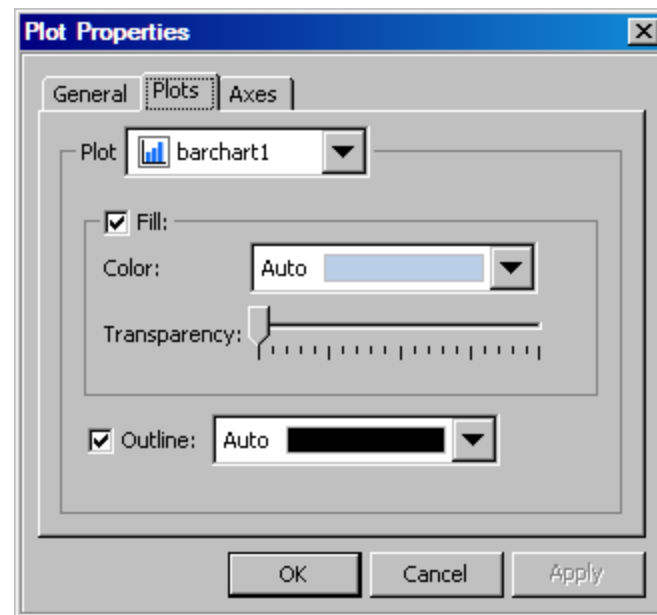 Plot Properties
General Plots Axes
Plot barchart1
Fill:
Color: Auto
Transparency:
Outline: Auto
OK Cancel Apply